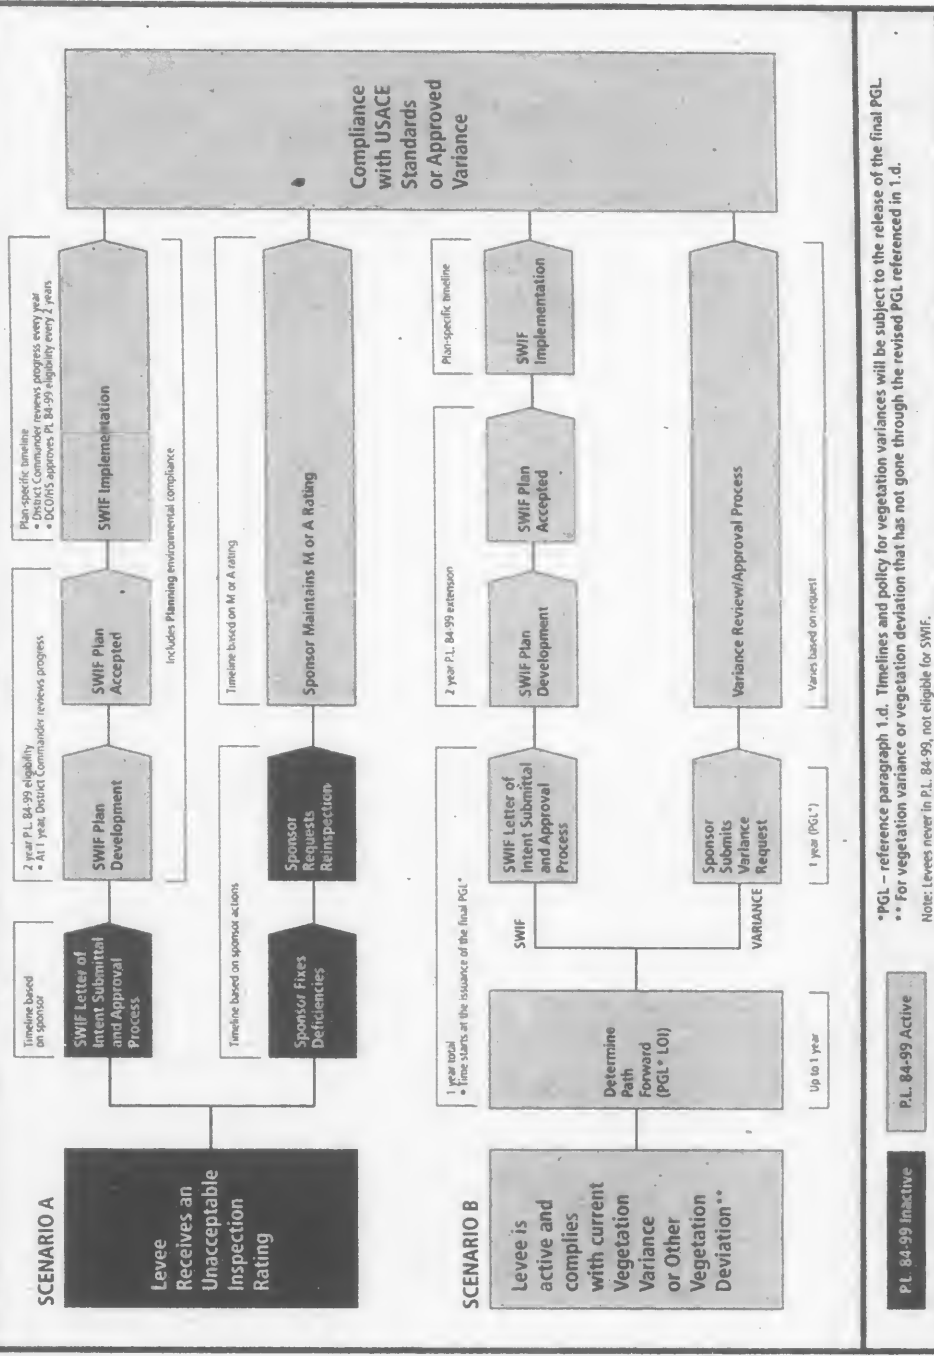 SCENARIO A
Levee
Receives an
Unacceptable
Inspection
Rating
Timeline based
on sponsor
SWIF Letter of
Intent Submittal
and Approval
Process
2 year P.L. 84-99 eligibility
• At 1 year, District Commander reviews progress
SWIF Plan
Development
SWIF Plan
Accepted
Plan-specific timeline
• District Commander reviews progress every year
• DCO/HS approves PL 84-99 eligibility every 2 years
SWIF Implementation
Includes Planning environmental compliance
Timeline based on sponsor actions
Sponsor Fixes
Deficiencies
Sponsor
Requests
Reinspection
Timeline based on M or A rating
Sponsor Maintains M or A Rating
Compliance
with USACE
Standards
or Approved
Variance
SCENARIO B
Levee is
active and
complies
with current
Vegetation
Variance
or Other
Vegetation
Deviation**
1 year total
• Time starts at the issuance of the final PGL*
Determine
Path
Forward
(PGL* LOI)
Up to 1 year
SWIF
SWIF Letter of
Intent Submittal
and Approval
Process
2 year P.L. 84-99 extension
SWIF Plan
Development
SWIF Plan
Accepted
Plan-specific timeline
SWIF
Implementation
VARIANCE
Sponsor
Submits
Variance
Request
1 year (PGL*)
Variance Review/Approval Process
Varies based on request
P.L. 84-99 Inactive
P.L. 84-99 Active
*PGL – reference paragraph 1.d. Timelines and policy for vegetation variances will be subject to the release of the final PGL.
** For vegetation variance or vegetation deviation that has not gone through the revised PGL referenced in 1.d.
Note: Levees never in P.L. 84-99, not eligible for SWIF.